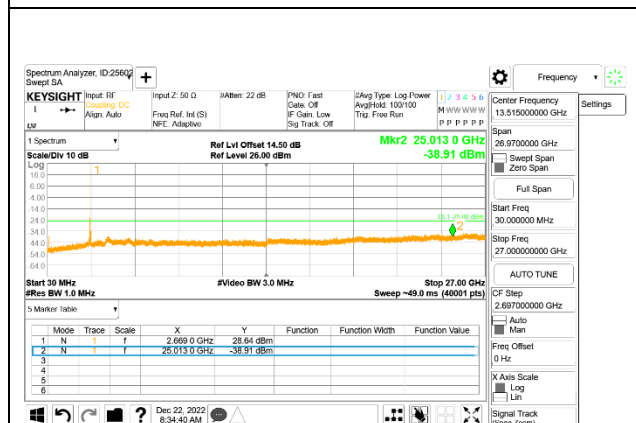 Spectrum Analyzer, ID:25602
Swept SA
Frequency
KEYSIGHT
Input: RF
Coupling: DC
Align: Auto
Input Z: 50 Ω
Freq Ref: Int (S)
NFE: Adaptive
#Atten: 22 dB
PNO: Fast
Gate: Off
IF Gain: Low
Sig Track: Off
#Avg Type: Log-Power
Avg|Hold: 100/100
Trig: Free Run
1 2 3 4 5 6
M W W W W W
P P P P P P
Settings
Center Frequency
13.515000000 GHz
Span
26.9700000 GHz
Swept Span
Zero Span
Full Span
Start Freq
30.000000 MHz
Stop Freq
27.00000000 GHz
AUTO TUNE
CF Step
2.697000000 GHz
Auto
Man
Freq Offset
0 Hz
X Axis Scale
Log
Lin
Signal Track
1 Spectrum
Scale/Div 10 dB
Log
Ref Lvl Offset 14.50 dB
Ref Level 26.00 dBm
Mkr2 25.013 0 GHz
-38.91 dBm
1
16.0
6.00
-4.00
-14.0
-24.0
-34.0
-44.0
-54.0
-64.0
2
Start 30 MHz
#Res BW 1.0 MHz
#Video BW 3.0 MHz
Stop 27.00 GHz
Sweep ~49.0 ms (40001 pts)
5 Marker Table
Mode Trace Scale X Y Function Function Width Function Value
1 N 1 f 2.669 0 GHz 28.64 dBm
2 N 1 f 25.013 0 GHz -38.91 dBm
3
4
5
6
Dec 22, 2022
8:34:40 AM